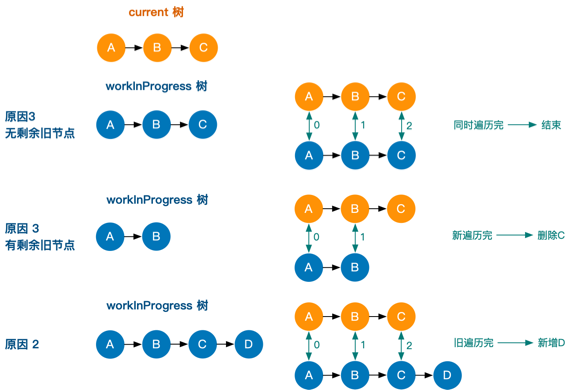 current 树
A B C
workInProgress 树
原因3
无剩余旧节点
A B C
A B C
0 1 2
A B C
同时遍历完 结束
workInProgress 树
原因 3
有剩余旧节点
A B
A B C
0 1
A B
新遍历完 删除C
workInProgress 树
原因 2
A B C D
A B C
0 1 2
A B C D
旧遍历完 新增D